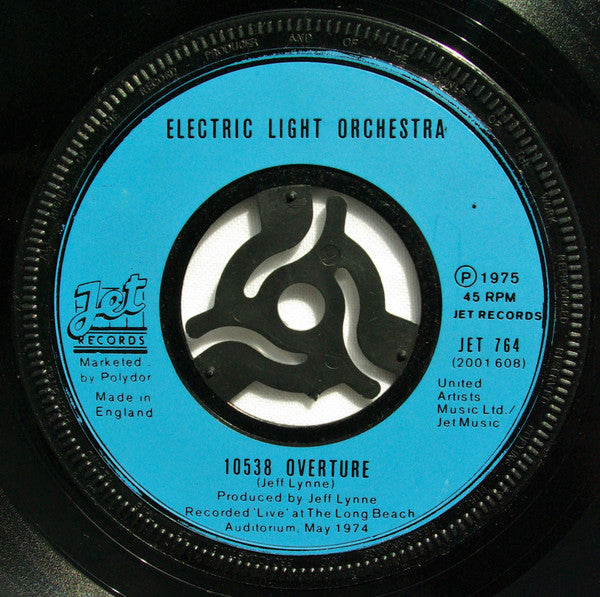 ELECTRIC LIGHT ORCHESTRA
Jet
RECORDS
Marketed
by Polydor
Made in
England
Ⓟ 1975
45 RPM
JET RECORDS
JET 764
(2001 608)
United
Artists
Music Ltd./
Jet Music
10538 OVERTURE
(Jeff Lynne)
Produced by Jeff Lynne
Recorded 'Live' at The Long Beach
Auditorium, May 1974